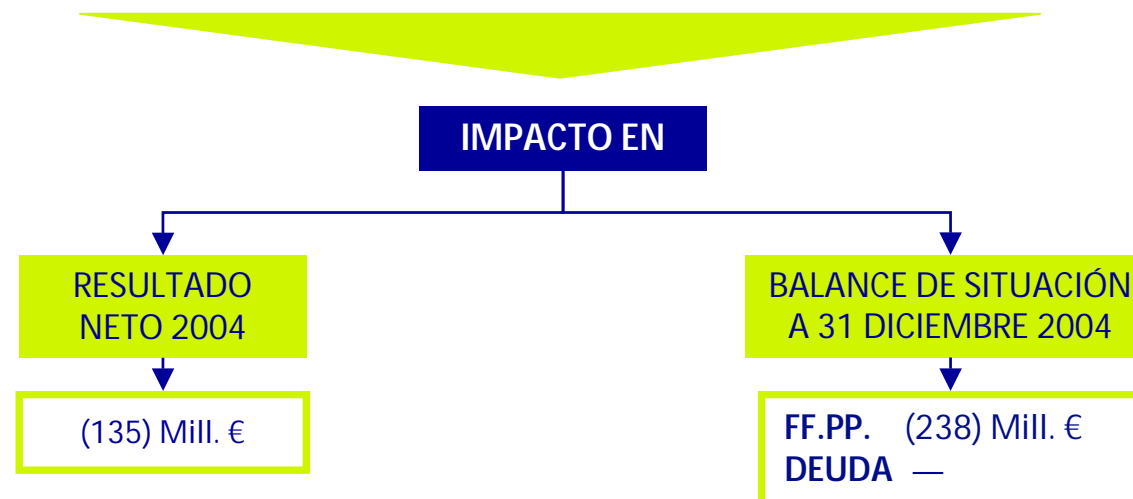 IMPACTO EN
RESULTADO
NETO 2004
(135) Mill. €
BALANCE DE SITUACIÓN
A 31 DICIEMBRE 2004
FF.PP. (238) Mill. €
DEUDA —